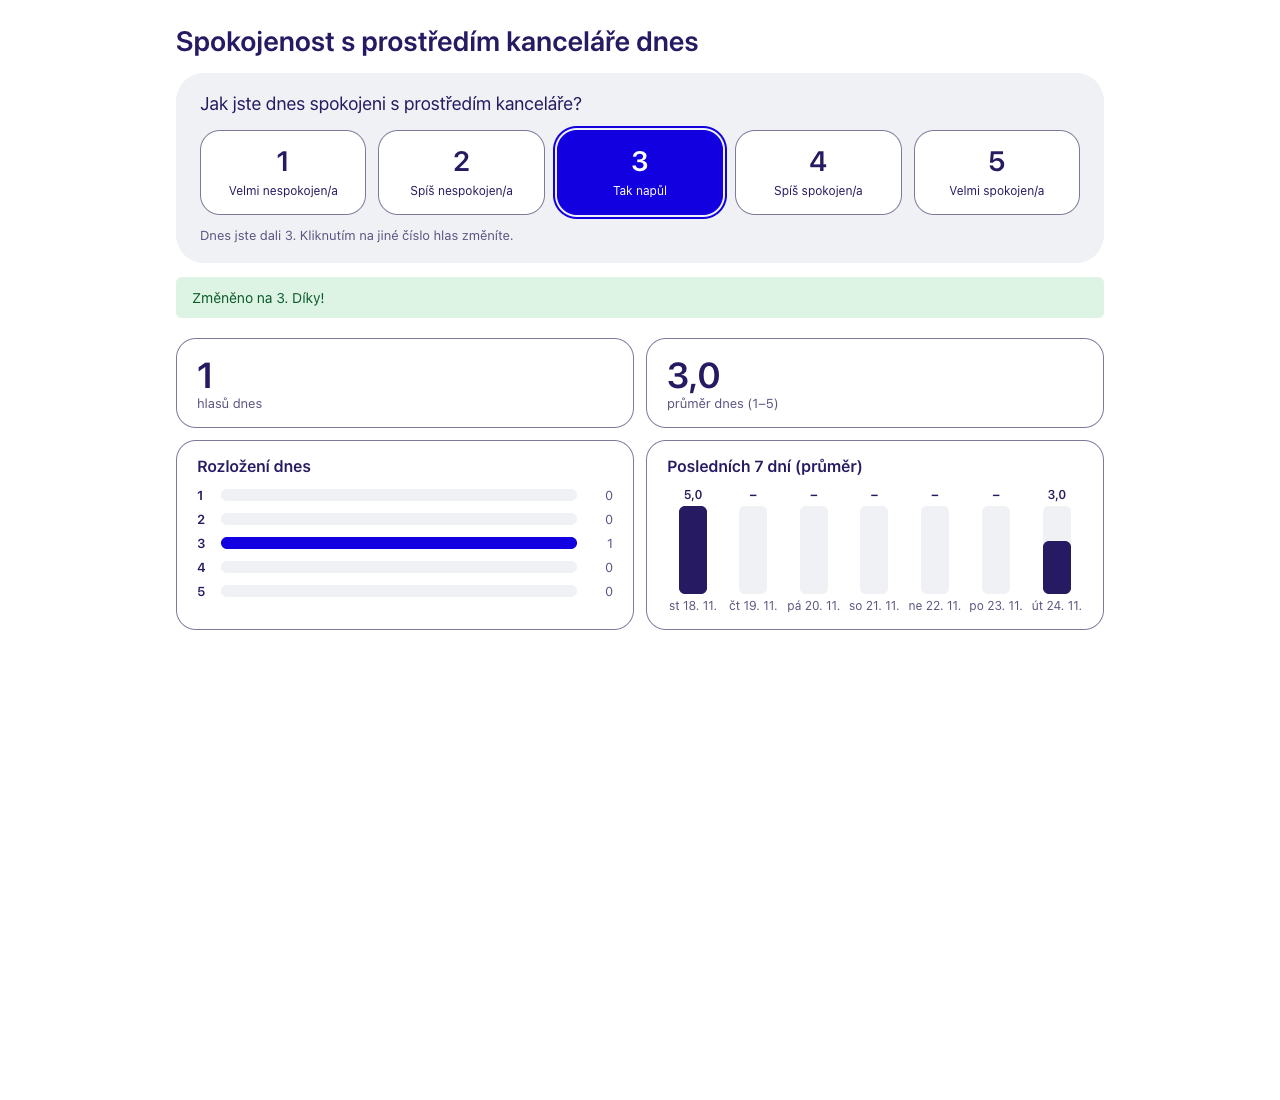 Spokojenost s prostředím kanceláře dnes
Jak jste dnes spokojeni s prostředím kanceláře?
1
Velmi nespokojen/a
2
Spíš nespokojen/a
3
Tak napůl
4
Spíš spokojen/a
5
Velmi spokojen/a
Dnes jste dali 3. Kliknutím na jiné číslo hlas změníte.
Změněno na 3. Díky!
1
hlasů dnes
3,0
průměr dnes (1–5)
Rozložení dnes
1 0
2 0
3 1
4 0
5 0
Posledních 7 dní (průměr)
5,0 – – – – – 3,0
st 18. 11. čt 19. 11. pá 20. 11. so 21. 11. ne 22. 11. po 23. 11. út 24. 11.